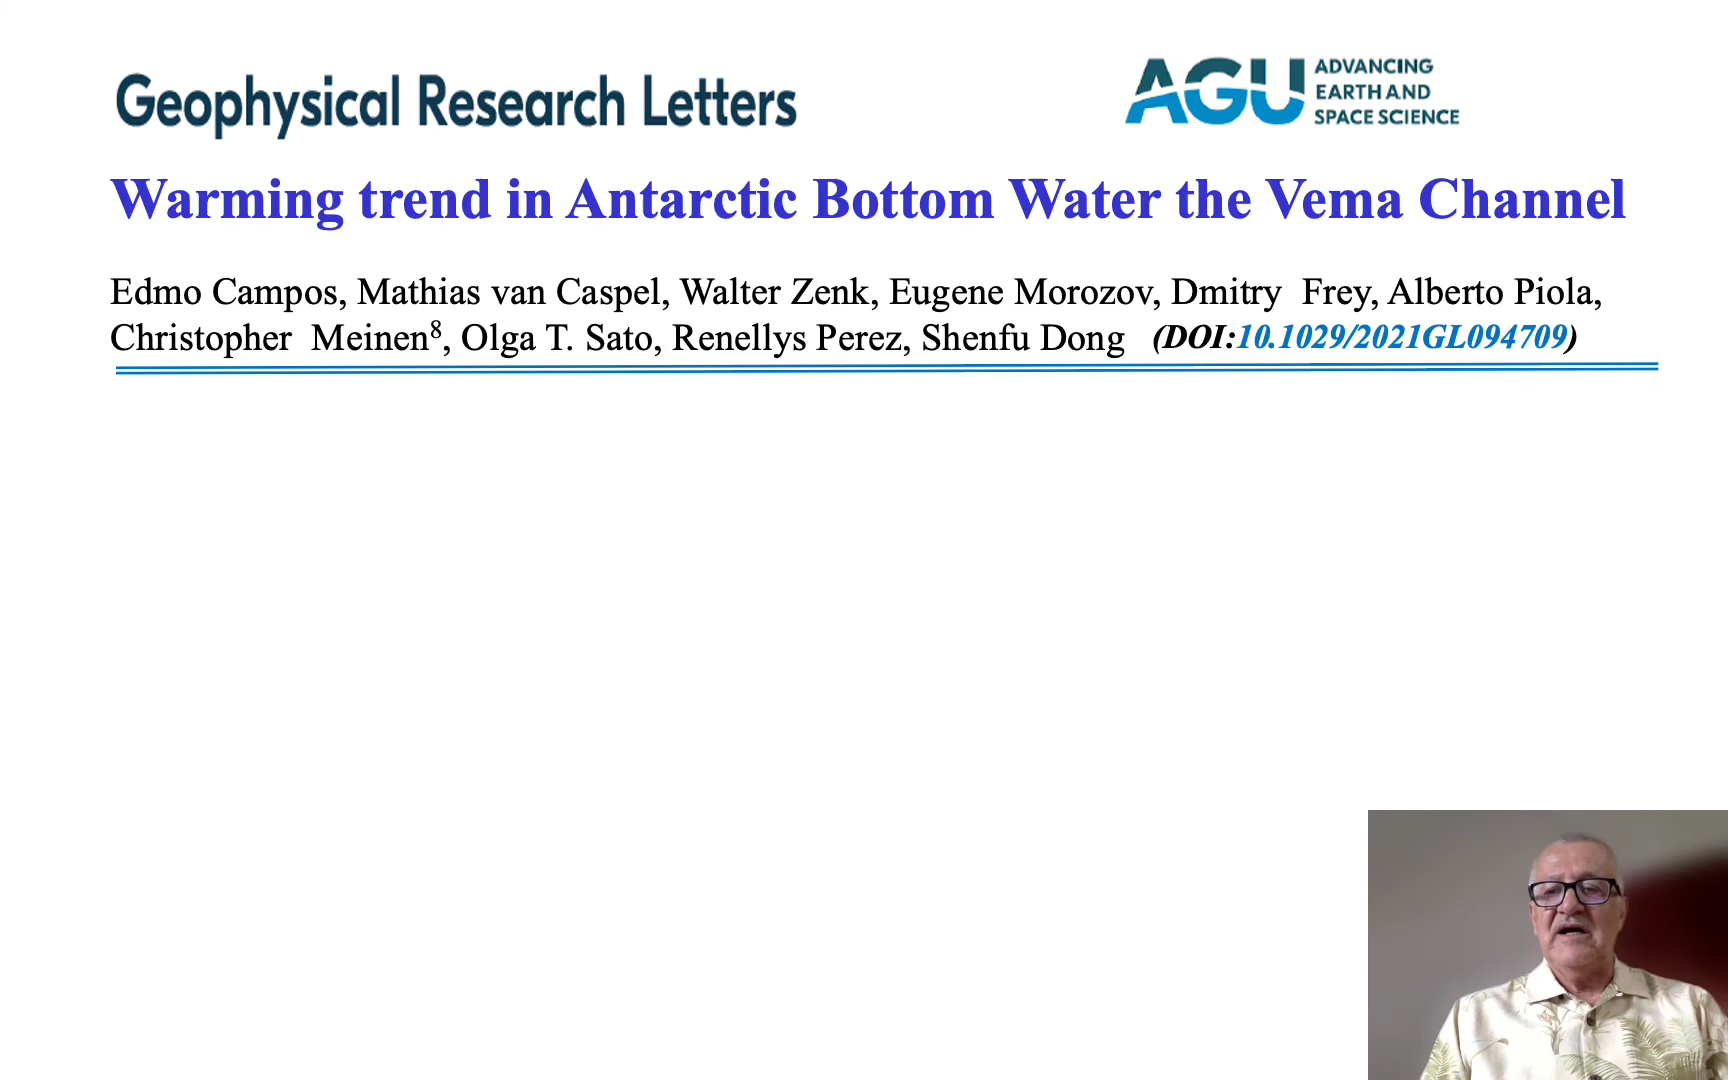 Geophysical Research Letters
AGU ADVANCING
EARTH AND
SPACE SCIENCE
Warming trend in Antarctic Bottom Water the Vema Channel
Edmo Campos, Mathias van Caspel, Walter Zenk, Eugene Morozov, Dmitry Frey, Alberto Piola,
Christopher Meinen⁸, Olga T. Sato, Renellys Perez, Shenfu Dong (DOI:10.1029/2021GL094709)